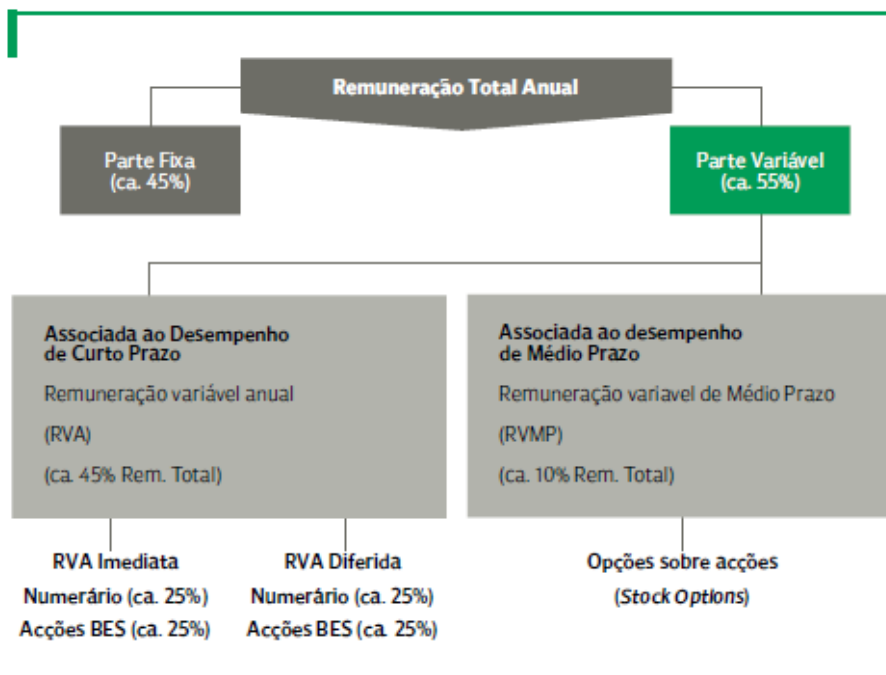 Remuneração Total Anual
Parte Fixa
(ca. 45%)
Parte Variável
(ca. 55%)
Associada ao Desempenho
de Curto Prazo
Remuneração variável anual
(RVA)
(ca. 45% Rem. Total)
Associada ao desempenho
de Médio Prazo
Remuneração variavel de Médio Prazo
(RVMP)
(ca. 10% Rem. Total)
RVA Imediata
Numerário (ca. 25%)
Acções BES (ca. 25%)
RVA Diferida
Numerário (ca. 25%)
Acções BES (ca. 25%)
Opções sobre acções
(Stock Options)